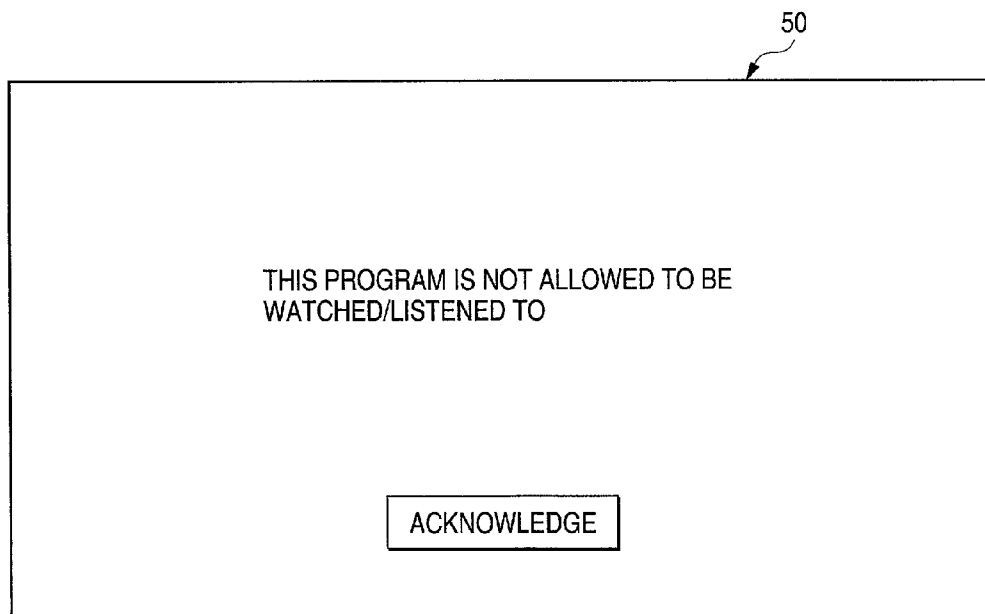 50
THIS PROGRAM IS NOT ALLOWED TO BE
WATCHED/LISTENED TO
ACKNOWLEDGE